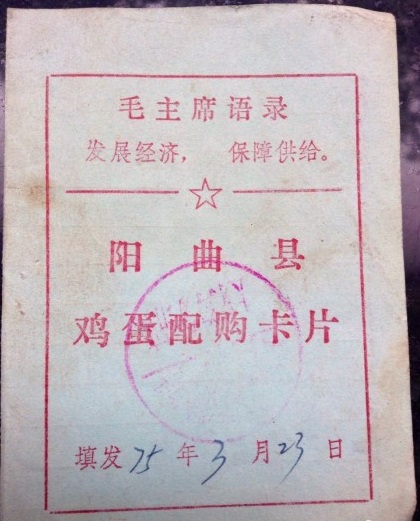 毛主席语录
发展经济， 保障供给。
阳曲县
鸡蛋配购卡片
填发75年3月23日